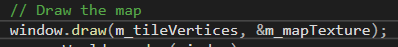 // Draw the map
window.draw(m_tileVertices, &m_mapTexture);